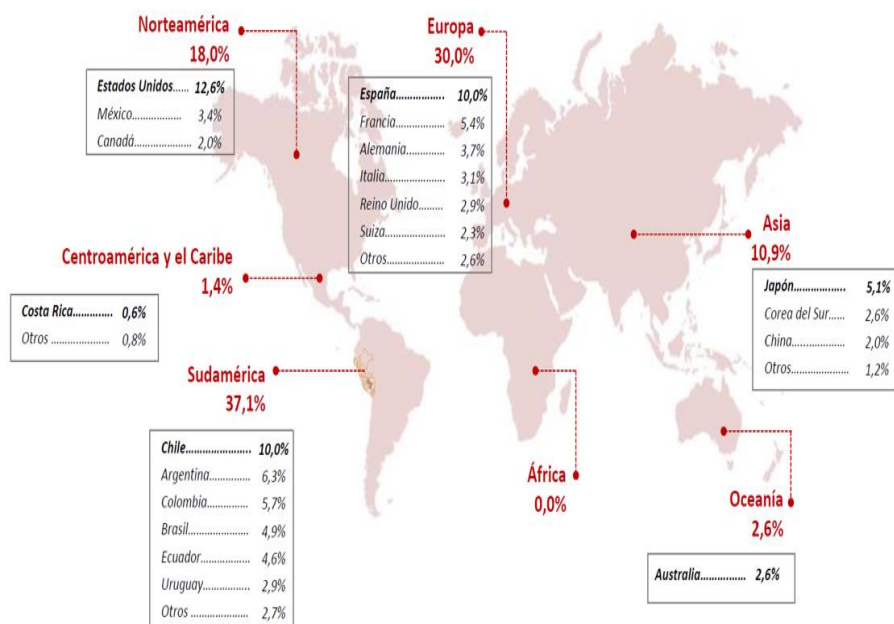 Norteamérica
18,0%
Estados Unidos...... 12,6%
México.................. 3,4%
Canadá..................... 2,0%
Europa
30,0%
España................. 10,0%
Francia..................... 5,4%
Alemania................ 3,7%
Italia........................ 3,1%
Reino Unido......... 2,9%
Suiza....................... 2,3%
Otros...................... 2,6%
Asia
10,9%
Japón.................. 5,1%
Corea del Sur...... 2,6%
China..................... 2,0%
Otros...................... 1,2%
Centroamérica y el Caribe
1,4%
Costa Rica.............. 0,6%
Otros ...................... 0,8%
Sudamérica
37,1%
Chile........................ 10,0%
Argentina................ 6,3%
Colombia................ 5,7%
Brasil....................... 4,9%
Ecuador................... 4,6%
Uruguay................. 2,9%
Otros ...................... 2,7%
África
0,0%
Oceanía
2,6%
Australia................ 2,6%